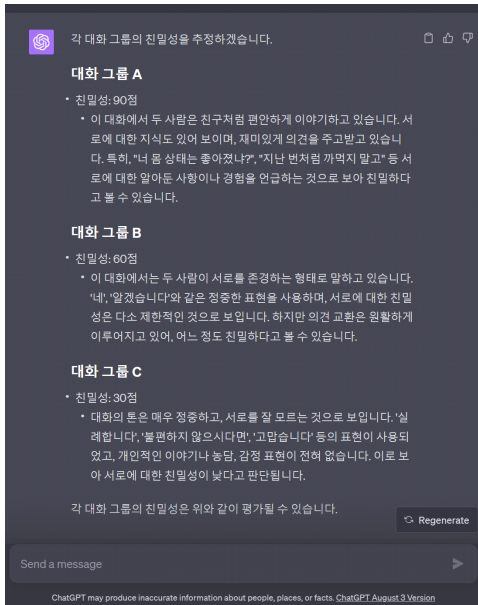 각 대화 그룹의 친밀성을 추정하겠습니다.
대화 그룹 A
• 친밀성: 90점
• 이 대화에서 두 사람은 친구처럼 편안하게 이야기하고 있습니다. 서
로에 대한 지식도 있어 보이며, 재미있게 의견을 주고받고 있습니
다. 특히, "너 몸 상태는 좋아졌냐?", "지난 번처럼 까먹지 말고" 등 서
로에 대한 알아둔 사항이나 경험을 언급하는 것으로 보아 친밀하다
고 볼 수 있습니다.
대화 그룹 B
• 친밀성: 60점
• 이 대화에서는 두 사람이 서로를 존경하는 형태로 말하고 있습니다.
'네', '알겠습니다'와 같은 정중한 표현을 사용하며, 서로에 대한 친밀
성은 다소 제한적인 것으로 보입니다. 하지만 의견 교환은 원활하게
이루어지고 있어, 어느 정도 친밀하다고 볼 수 있습니다.
대화 그룹 C
• 친밀성: 30점
• 대화의 톤은 매우 정중하고, 서로를 잘 모르는 것으로 보입니다. '실
례합니다', '불편하지 않으시다면', '고맙습니다' 등의 표현이 사용되
었고, 개인적인 이야기나 농담, 감정 표현이 전혀 없습니다. 이로 보
아 서로에 대한 친밀성이 낮다고 판단됩니다.
각 대화 그룹의 친밀성은 위와 같이 평가될 수 있습니다.
Regenerate
Send a message
ChatGPT may produce inaccurate information about people, places, or facts. ChatGPT August 3 Version